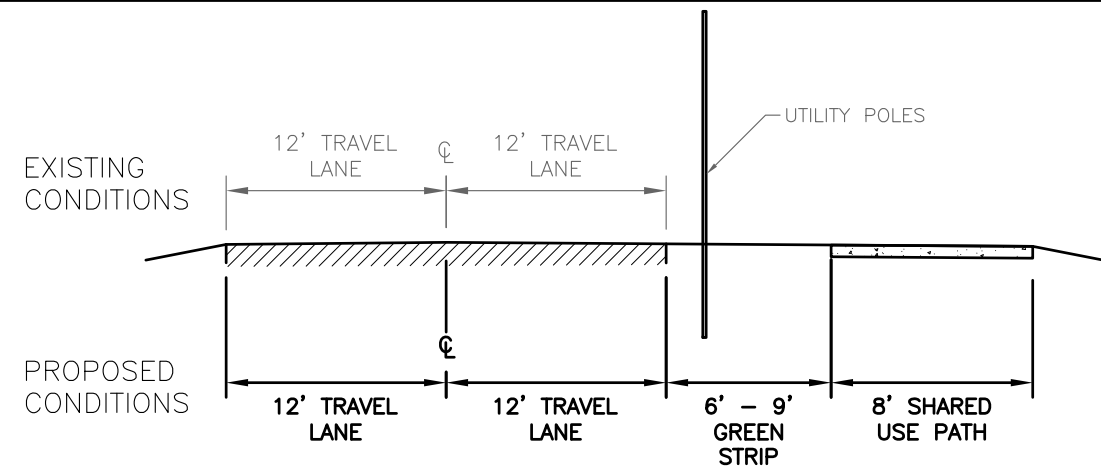 UTILITY POLES
12' TRAVEL
LANE
℄
12' TRAVEL
LANE
EXISTING
CONDITIONS
℄
PROPOSED
CONDITIONS
12' TRAVEL
LANE
12' TRAVEL
LANE
6' – 9'
GREEN
STRIP
8' SHARED
USE PATH